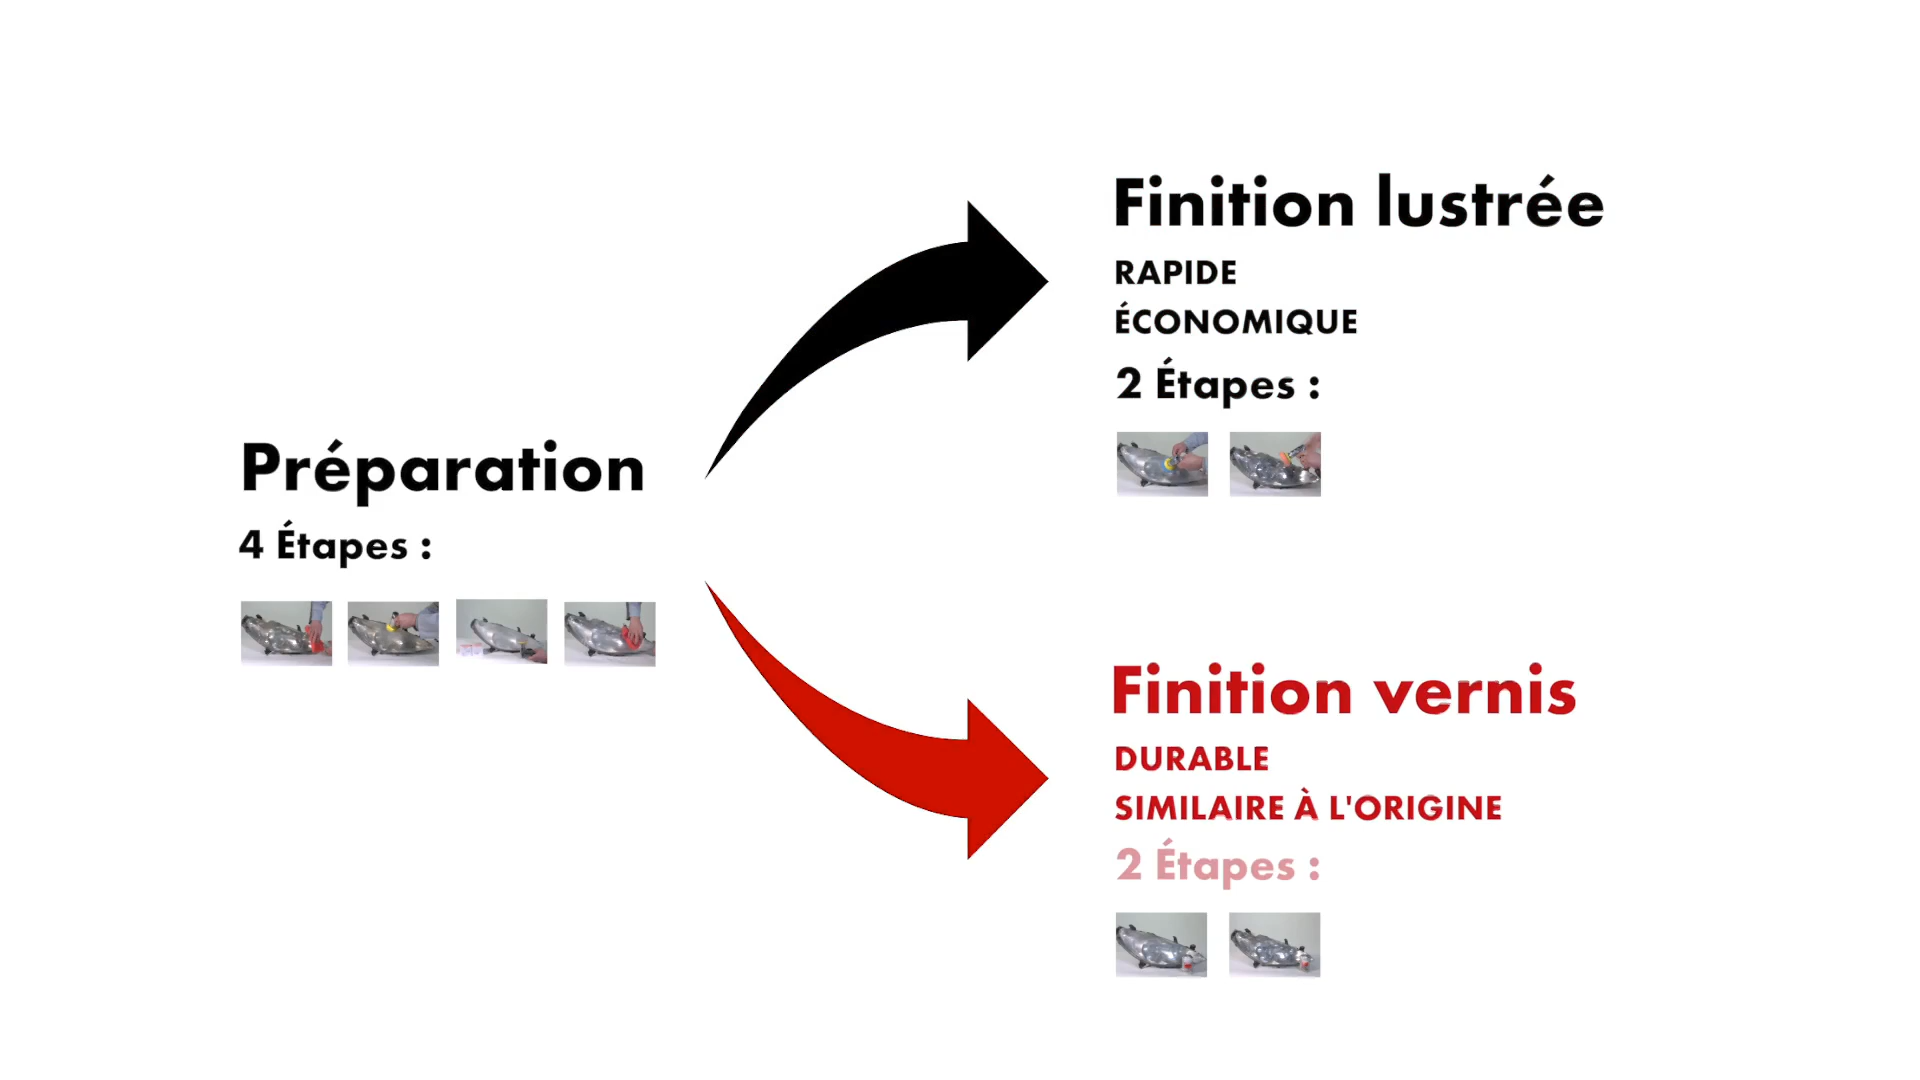 Préparation
4 Étapes :
Finition lustrée
RAPIDE
ÉCONOMIQUE
2 Étapes :
Finition vernis
DURABLE
SIMILAIRE À L'ORIGINE
2 Étapes :